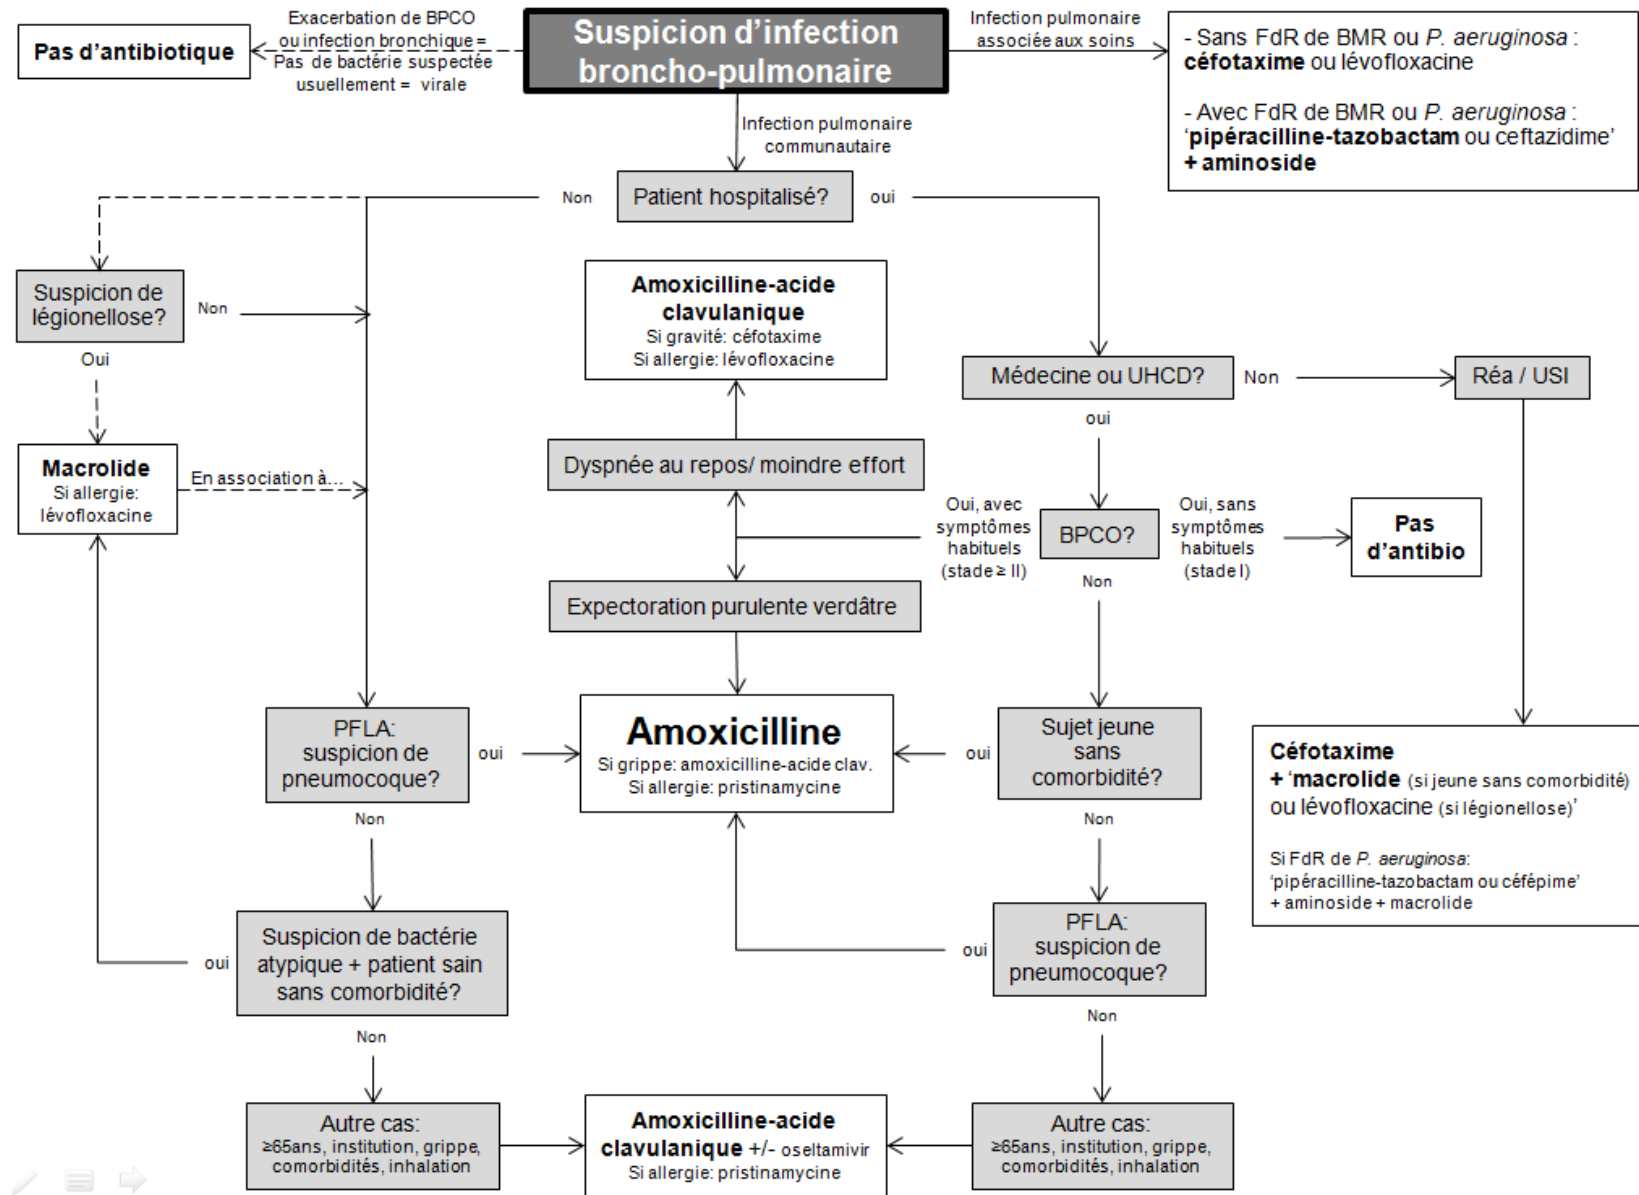 Exacerbation de BPCO
ou infection bronchique =
Pas de bactérie suspectée
usuellement = virale
Pas d'antibiotique
Suspicion d'infection
broncho-pulmonaire
Infection pulmonaire
associée aux soins
- Sans FdR de BMR ou P. aeruginosa :
céfotaxime ou lévofloxacine
- Avec FdR de BMR ou P. aeruginosa :
'pipéracilline-tazobactam ou ceftazidime'
+ aminoside
Infection pulmonaire
communautaire
Non
Patient hospitalisé?
oui
Suspicion de
légionellose?
Non
Oui
Amoxicilline-acide
clavulanique
Si gravité: céfotaxime
Si allergie: lévofloxacine
Médecine ou UHCD?
Non
Réa / USI
oui
Macrolide
Si allergie:
lévofloxacine
En association à...
Dyspnée au repos/ moindre effort
Oui, avec
symptômes
habituels
(stade ≥ II)
BPCO?
Oui, sans
symptômes
habituels
(stade I)
Pas
d'antibio
Non
Expectoration purulente verdâtre
PFLA:
suspicion de
pneumocoque?
oui
Amoxicilline
Si grippe: amoxicilline-acide clav.
Si allergie: pristinamycine
oui
Sujet jeune
sans
comorbidité?
Céfotaxime
+ 'macrolide (si jeune sans comorbidité)
ou lévofloxacine (si légionellose)'
Si FdR de P. aeruginosa:
'pipéracilline-tazobactam ou céfépime'
+ aminoside + macrolide
Non
Non
oui
Suspicion de bactérie
atypique + patient sain
sans comorbidité?
oui
PFLA:
suspicion de
pneumocoque?
Non
Non
Autre cas:
≥65ans, institution, grippe,
comorbidités, inhalation
Amoxicilline-acide
clavulanique +/- oseltamivir
Si allergie: pristinamycine
Autre cas:
≥65ans, institution, grippe,
comorbidités, inhalation